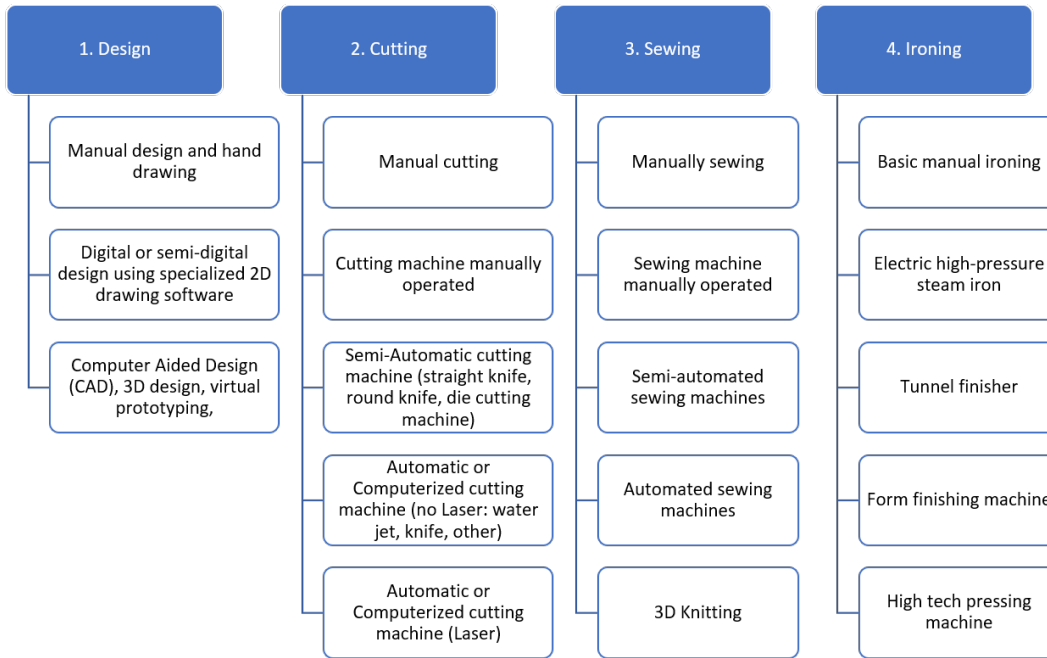 1. Design
Manual design and hand
drawing
Digital or semi-digital
design using specialized 2D
drawing software
Computer Aided Design
(CAD), 3D design, virtual
prototyping,
2. Cutting
Manual cutting
Cutting machine manually
operated
Semi-Automatic cutting
machine (straight knife,
round knife, die cutting
machine)
Automatic or
Computerized cutting
machine (no Laser: water
jet, knife, other)
Automatic or
Computerized cutting
machine (Laser)
3. Sewing
Manually sewing
Sewing machine
manually operated
Semi-automated
sewing machines
Automated sewing
machines
3D Knitting
4. Ironing
Basic manual ironing
Electric high-pressure
steam iron
Tunnel finisher
Form finishing machine
High tech pressing
machine